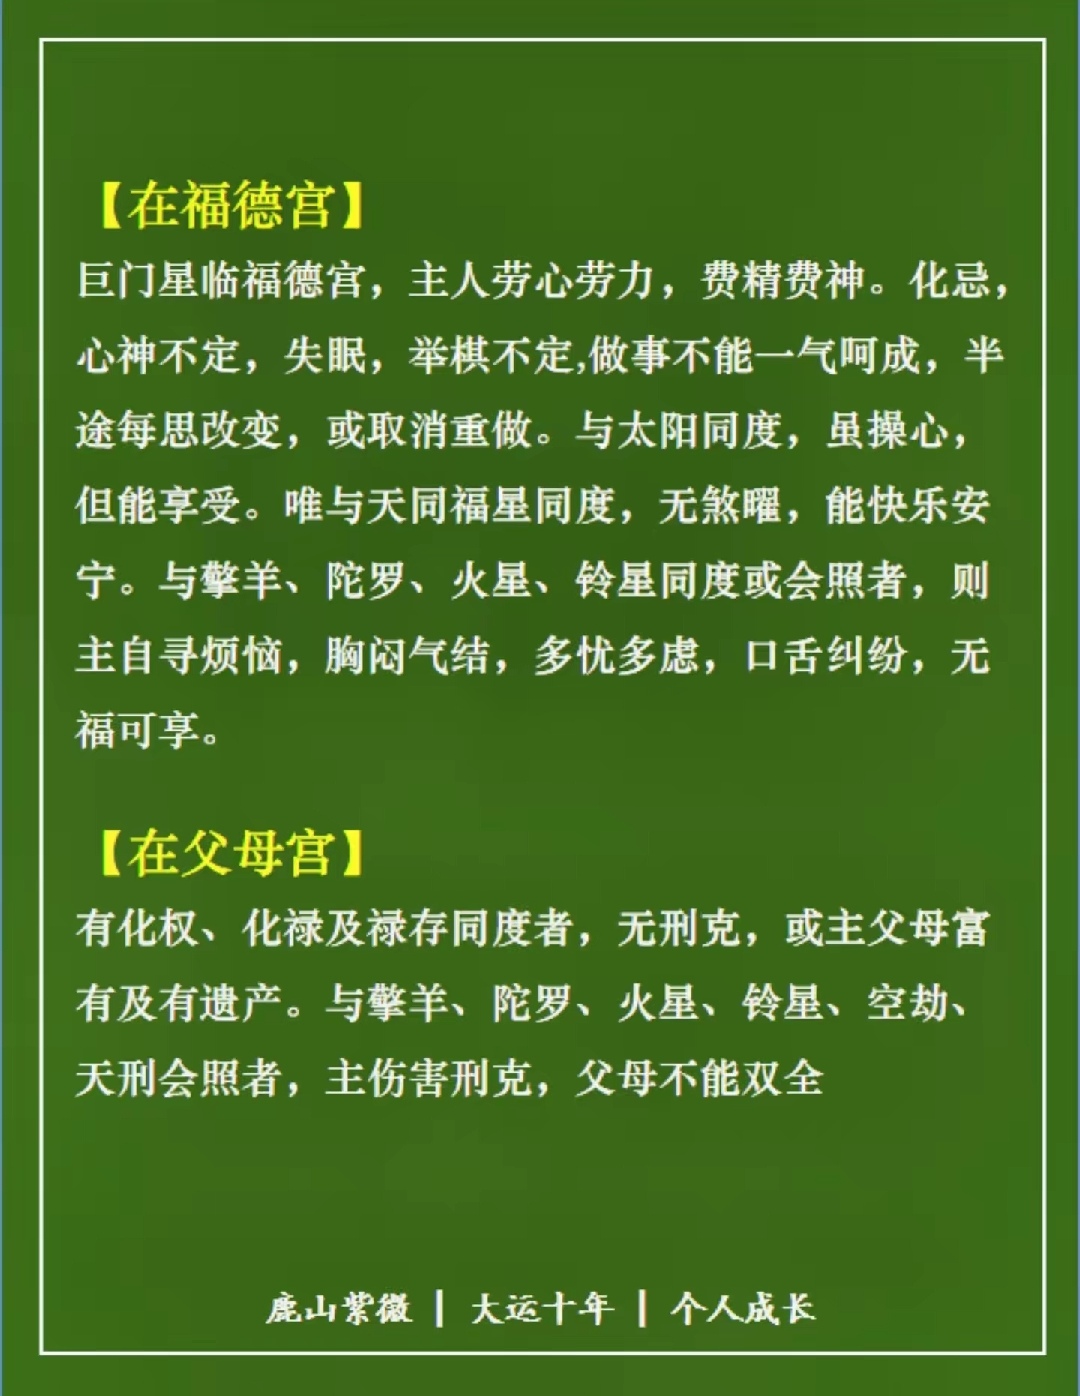 【在福德宫】
巨门星临福德宫，主人劳心劳力，费精费神。化忌，
心神不定，失眠，举棋不定,做事不能一气呵成，半
途每思改变，或取消重做。与太阳同度，虽操心，
但能享受。唯与天同福星同度，无煞曜，能快乐安
宁。与擎羊、陀罗、火星、铃星同度或会照者，则
主自寻烦恼，胸闷气结，多忧多虑，口舌纠纷，无
福可享。
【在父母宫】
有化权、化禄及禄存同度者，无刑克，或主父母富
有及有遗产。与擎羊、陀罗、火星、铃星、空劫、
天刑会照者，主伤害刑克，父母不能双全
鹿山紫微 | 大运十年 | 个人成长